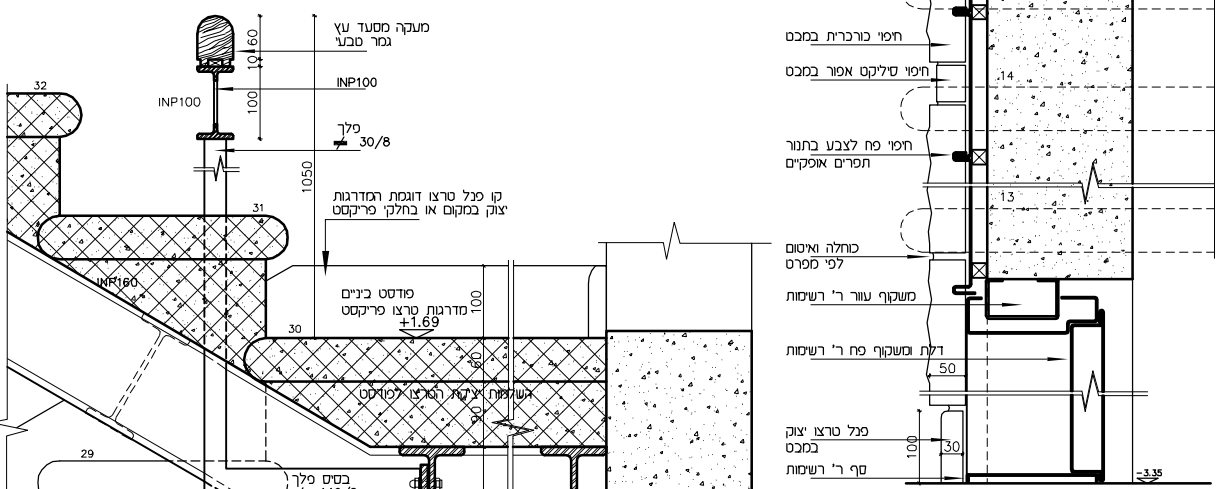 32
מעקה מסעד עץ
גמר טבעי
60
10
INP100
INP100
100
פלך
30/8
1050
קו פנל טרצו דוגמת המדרגות
יצוק במקום או בחלקי פריקסט
31
INP160
פודסט ביניים
מדרגות טרצו פריקסט
+1.69
100
30
60
השלמות יציקת הטרצו לפודסט
90
29
בסיס פלך
חיפוי כורכרית במבט
חיפוי סיליקט אפור במבט
14
חיפוי פח לצבע בתנור
תפרים אופקיים
13
כוחלה ואיטום
לפי מפרט
משקוף עוור ר' רשימות
דלת ומשקוף פח ר' רשימות
50
פנל טרצו יצוק
במבט
100
30
סף ר' רשימות
-3.35